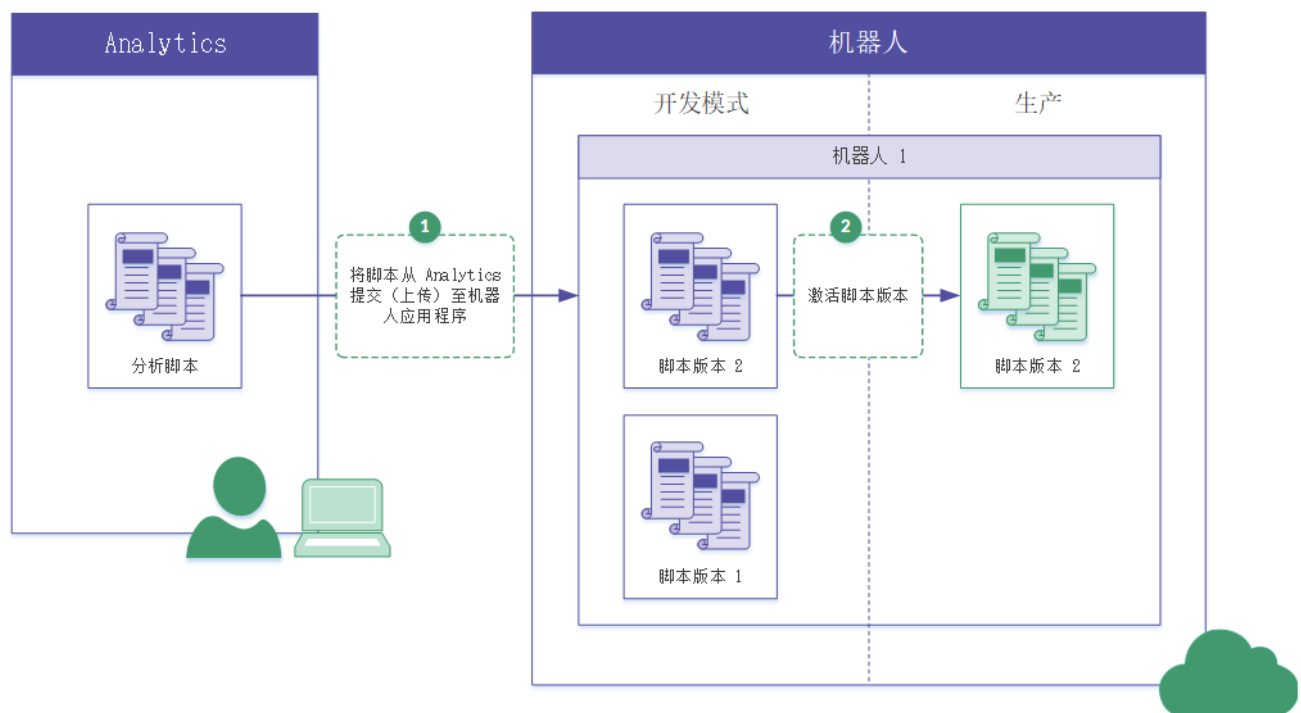 Analytics
机器人
开发模式
生产
机器人 1
1
将脚本从 Analytics
提交（上传）至机器
人应用程序
2
激活脚本版本
分析脚本
脚本版本 2
脚本版本 2
脚本版本 1